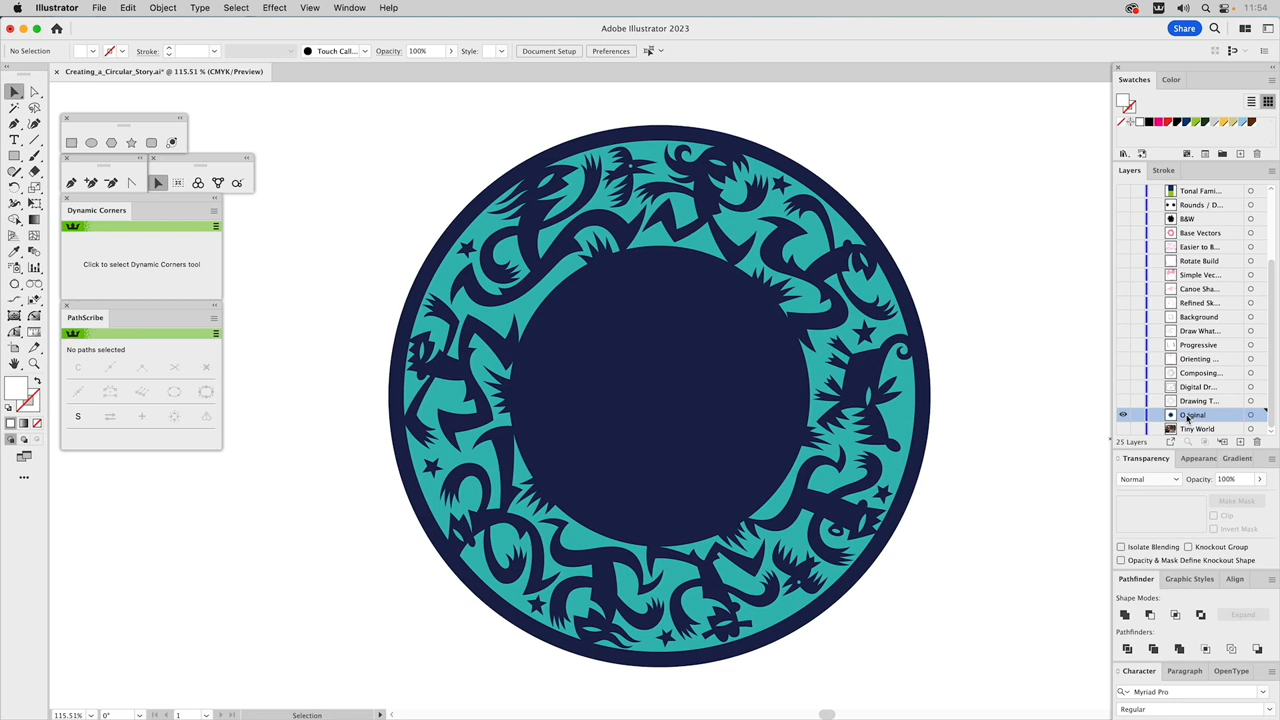 Illustrator File Edit Object Type Select Effect View Window Help 11:54
Adobe Illustrator 2023
Share
No Selection Stroke: Touch Call... Opacity: 100% Style: Document Setup Preferences
× Creating_a_Circular_Story.ai* @ 115.51 % (CMYK/Preview)
Dynamic Corners
Click to select Dynamic Corners tool
PathScribe
No paths selected
Swatches Color
Layers Stroke
Tonal Fami...
Rounds / D...
B&W
Base Vectors
Easier to B...
Rotate Build
Simple Vec...
Canoe Sha...
Refined Sk...
Background
Draw What...
Progressive
Orienting ...
Composing...
Digital Dr...
Drawing T...
Original
Tiny World
25 Layers
Transparency Appearanc Gradient
Normal Opacity: 100%
Make Mask
Clip
Invert Mask
Isolate Blending Knockout Group
Opacity & Mask Define Knockout Shape
Pathfinder Graphic Styles Align
Shape Modes:
Expand
Pathfinders:
Character Paragraph OpenType
Myriad Pro
Regular
115.51% 0° 1 Selection